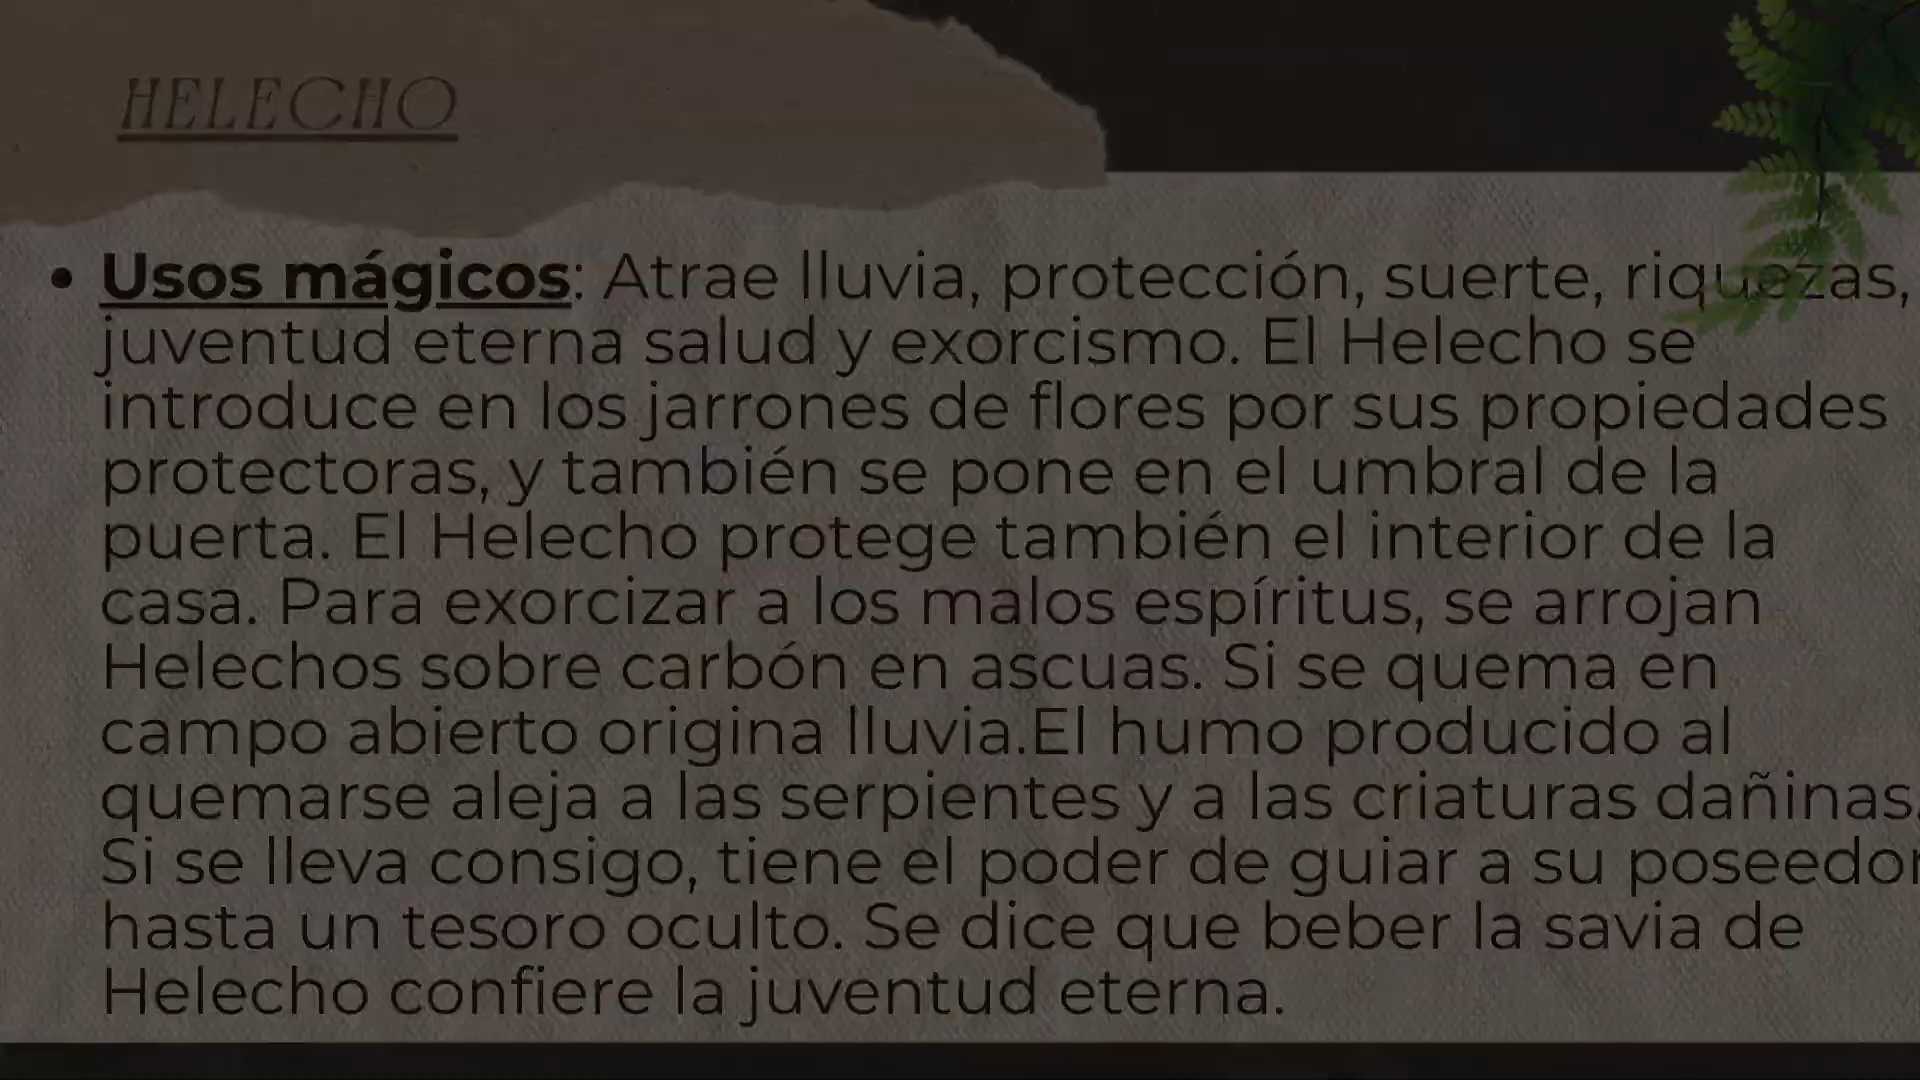 HELECHO
• Usos mágicos: Atrae lluvia, protección, suerte, riquezas,
juventud eterna salud y exorcismo. El Helecho se
introduce en los jarrones de flores por sus propiedades
protectoras, y también se pone en el umbral de la
puerta. El Helecho protege también el interior de la
casa. Para exorcizar a los malos espíritus, se arrojan
Helechos sobre carbón en ascuas. Si se quema en
campo abierto origina lluvia.El humo producido al
quemarse aleja a las serpientes y a las criaturas dañinas.
Si se lleva consigo, tiene el poder de guiar a su poseedor
hasta un tesoro oculto. Se dice que beber la savia de
Helecho confiere la juventud eterna.